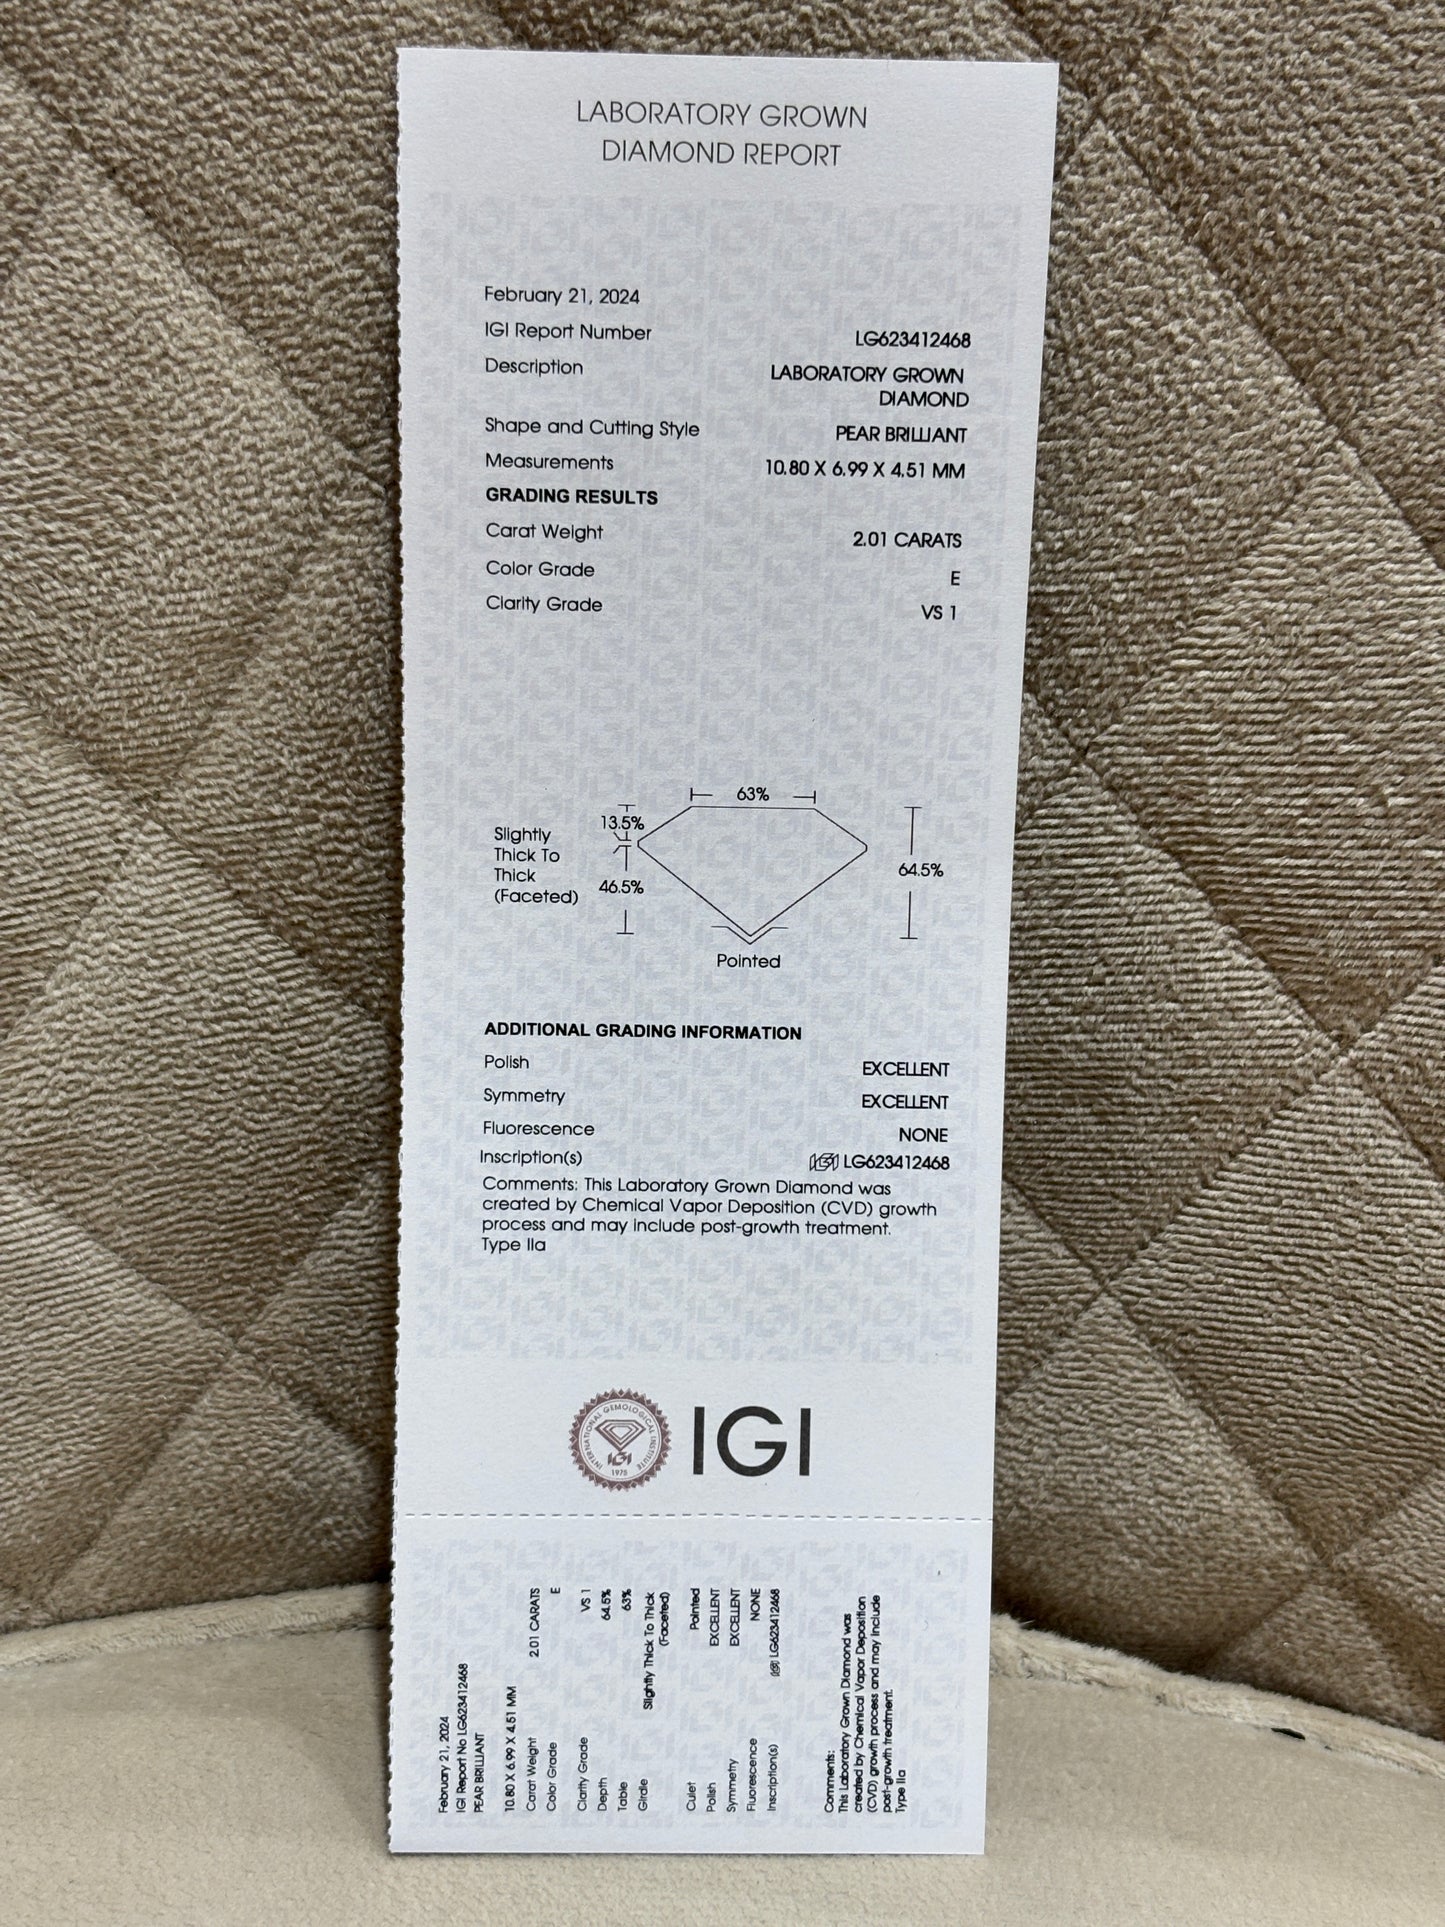 LABORATORY GROWN
DIAMOND REPORT
February 21, 2024
IGI Report Number LG623412468
Description LABORATORY GROWN
DIAMOND
Shape and Cutting Style PEAR BRILLIANT
Measurements 10.80 X 6.99 X 4.51 MM
GRADING RESULTS
Carat Weight 2.01 CARATS
Color Grade E
Clarity Grade VS 1
63%
13.5%
Slightly
Thick To
Thick
(Faceted)
46.5%
64.5%
Pointed
ADDITIONAL GRADING INFORMATION
Polish EXCELLENT
Symmetry EXCELLENT
Fluorescence NONE
Inscription(s) IGI LG623412468
Comments: This Laboratory Grown Diamond was
created by Chemical Vapor Deposition (CVD) growth
process and may include post-growth treatment.
Type IIa
INTERNATIONAL GEMOLOGICAL INSTITUTE
IGI
1975
IGI
February 21, 2024
IGI Report No LG623412468
PEAR BRILLIANT
10.80 X 6.99 X 4.51 MM
Carat Weight 2.01 CARATS
Color Grade E
Clarity Grade VS 1
Depth 64.5%
Table 63%
Girdle Slightly Thick To Thick
(Faceted)
Culet Pointed
Polish EXCELLENT
Symmetry EXCELLENT
Fluorescence NONE
Inscription(s) IGI LG623412468
Comments:
This Laboratory Grown Diamond was
created by Chemical Vapor Deposition
(CVD) growth process and may include
post-growth treatment.
Type IIa